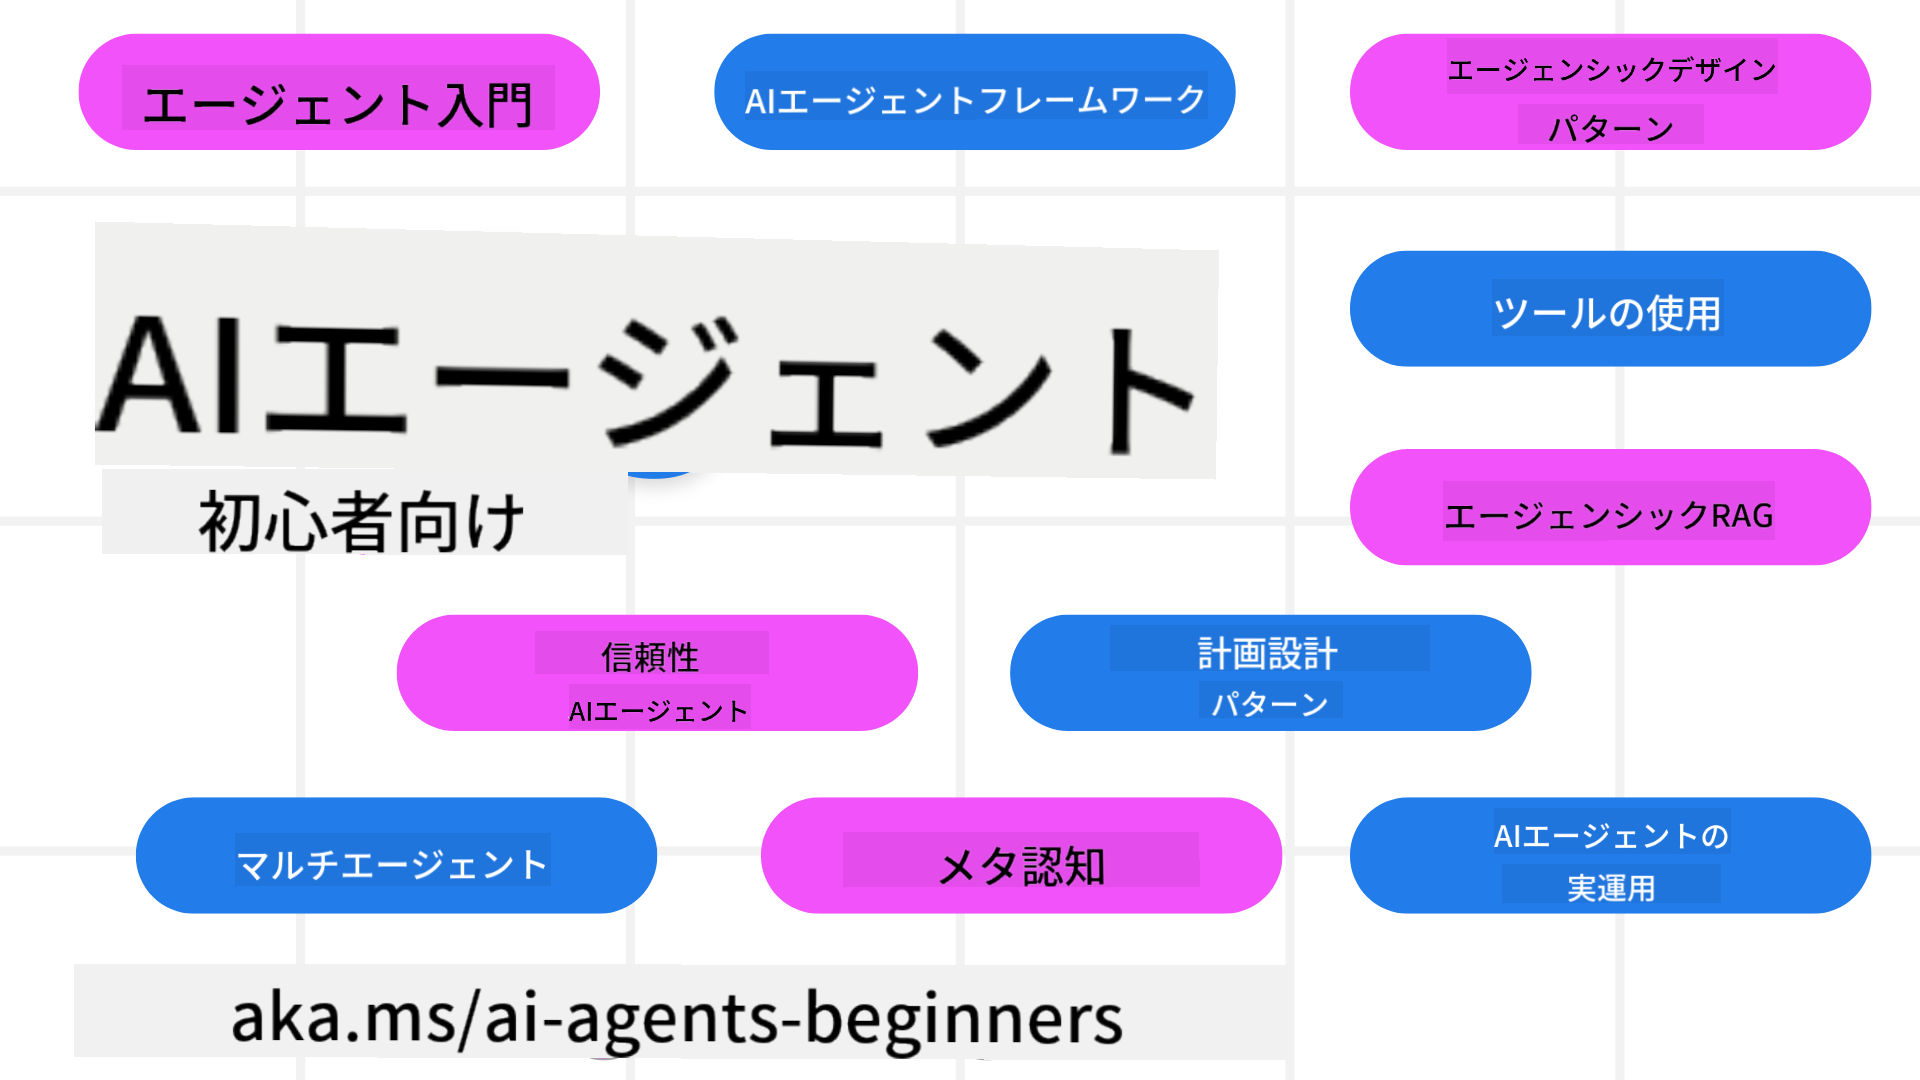 エージェント入門
AIエージェントフレームワーク
エージェンシックデザイン
パターン
AIエージェント
初心者向け
ツールの使用
エージェンシックRAG
信頼性
AIエージェント
計画設計
パターン
マルチエージェント
メタ認知
AIエージェントの
実運用
aka.ms/ai-agents-beginners